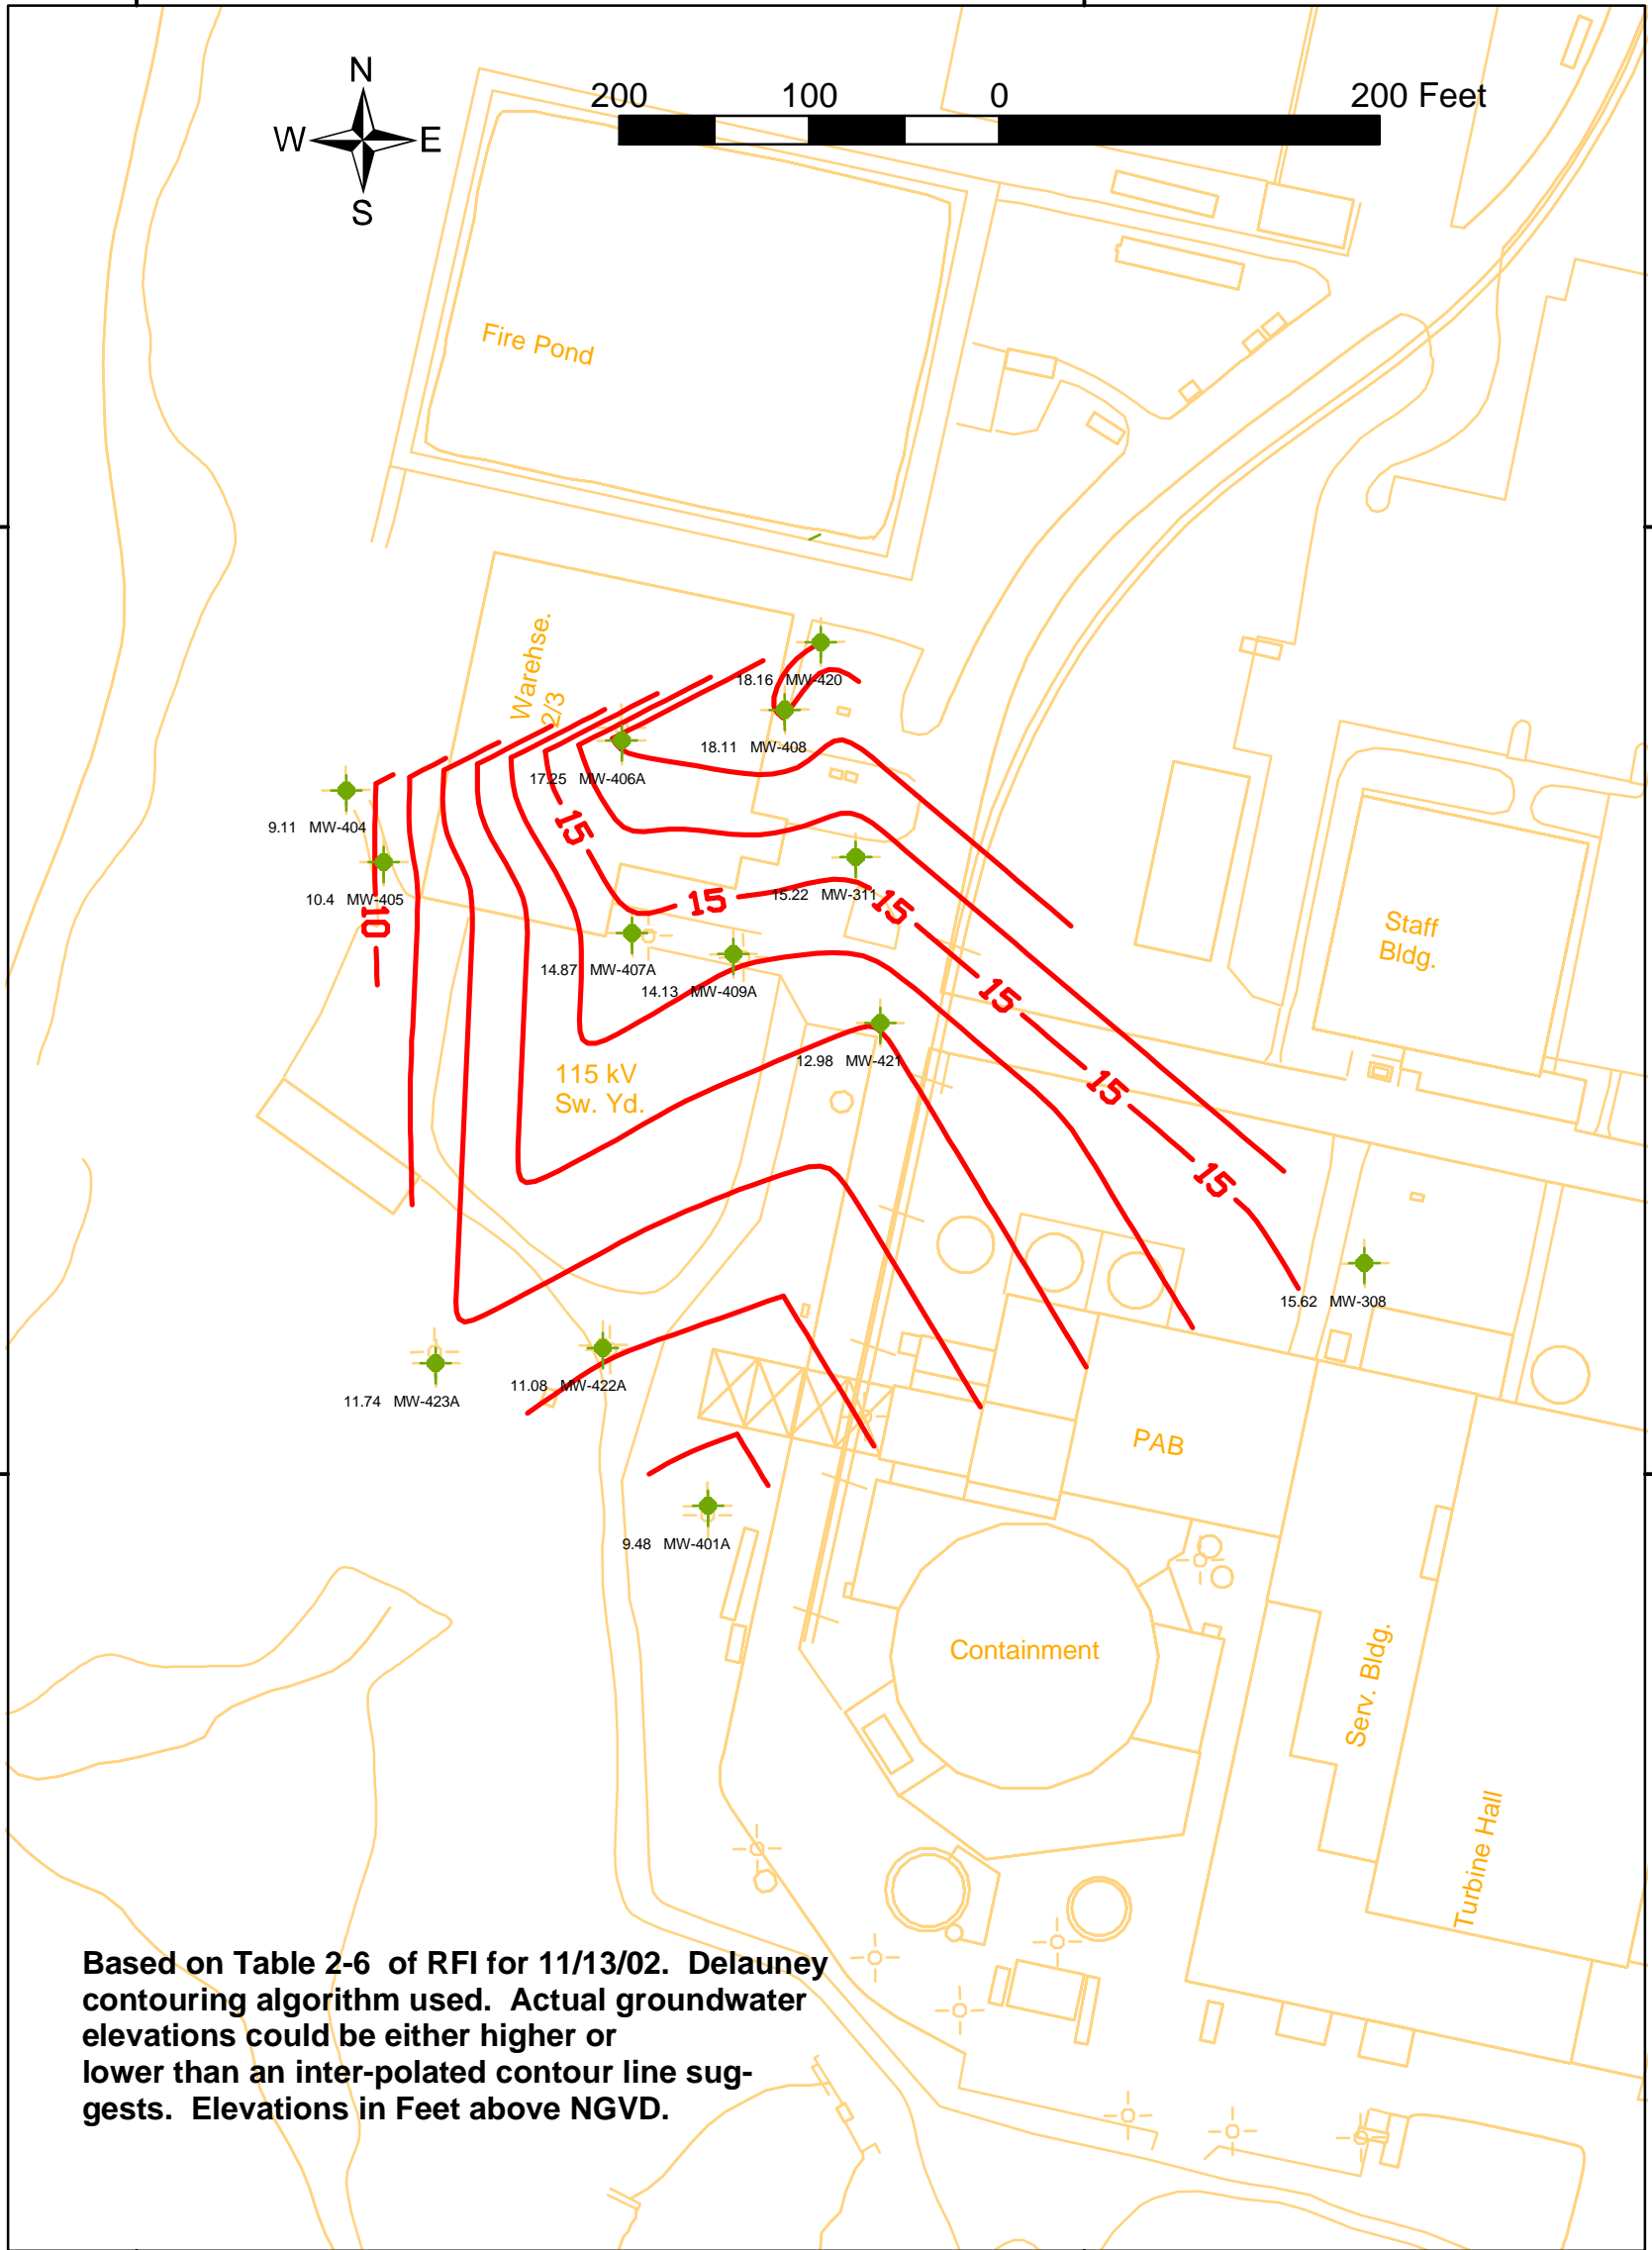 N
W E
S
200 100 0 200 Feet
Fire Pond
Warehse.
2/3
18.16 MW-420
18.11 MW-408
17.25 MW-406A
9.11 MW-404
10.4 MW-405
15
15
15.22 MW-311
15
10
Staff
Bldg.
14.87 MW-407A
14.13 MW-409A
15
12.98 MW-421
115 kV
Sw. Yd.
15
15
15.62 MW-308
11.74 MW-423A
11.08 MW-422A
PAB
9.48 MW-401A
Containment
Serv. Bldg.
Turbine Hall
Based on Table 2-6 of RFI for 11/13/02. Delauney
contouring algorithm used. Actual groundwater
elevations could be either higher or
lower than an inter-polated contour line sug-
gests. Elevations in Feet above NGVD.